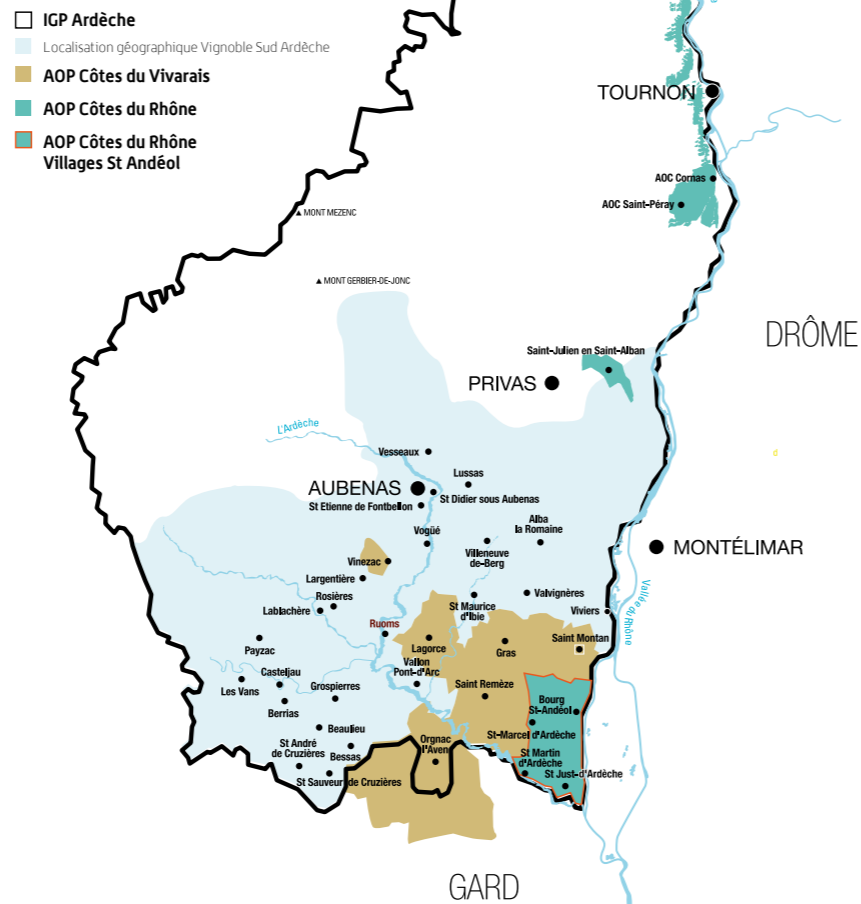 IGP Ardèche
Localisation géographique Vignoble Sud Ardèche
AOP Côtes du Vivarais
AOP Côtes du Rhône
AOP Côtes du Rhône
Villages St Andéol
TOURNON
AOC Cornas
AOC Saint-Péray
▲ MONT MEZENC
▲ MONT GERBIER-DE-JONC
DRÔME
Saint-Julien en Saint-Alban
PRIVAS
L'Ardèche
Vesseaux
d
Lussas
AUBENAS
St Didier sous Aubenas
St Etienne de Fontbellon
Vogüé
Alba
la Romaine
Villeneuve
de-Berg
MONTÉLIMAR
Vinezac
Largentière
Rosières
Lablachère
St Maurice
d'Ibie
Valvignères
Viviers
Vallée du Rhône
Ruoms
Payzac
Lagorce
Gras
Saint Montan
Vallon
Pont-d'Arc
Les Vans
Casteljau
Grospierres
Saint Remèze
Berrias
Bourg
St-Andéol
Beaulieu
St-Marcel d'Ardèche
St André
de Cruzières
Bessas
Orgnac
l'Aven
St Martin
d'Ardèche
St Sauveur de Cruzières
St Just-d'Ardèche
GARD